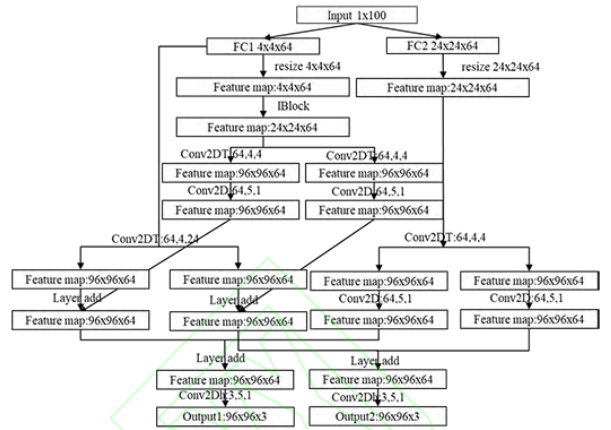 Input 1x100
FC1 4x4x64
FC2 24x24x64
resize 4x4x64
resize 24x24x64
Feature map:4x4x64
Feature map:24x24x64
IBlock
Feature map:24x24x64
Conv2DT:64,4,4
Conv2DT:64,4,4
Feature map:96x96x64
Feature map:96x96x64
Conv2D:64,5,1
Conv2D:64,5,1
Feature map:96x96x64
Feature map:96x96x64
Conv2DT:64,4,24
Conv2DT:64,4,4
Feature map:96x96x64
Feature map:96x96x64
Feature map:96x96x64
Feature map:96x96x64
Layer add
Layer add
Conv2D:64,5,1
Conv2D:64,5,1
Feature map:96x96x64
Feature map:96x96x64
Feature map:96x96x64
Feature map:96x96x64
Layer add
Layer add
Feature map:96x96x64
Feature map:96x96x64
Conv2Dh:3,5,1
Conv2Dh:3,5,1
Output1:96x96x3
Output2:96x96x3